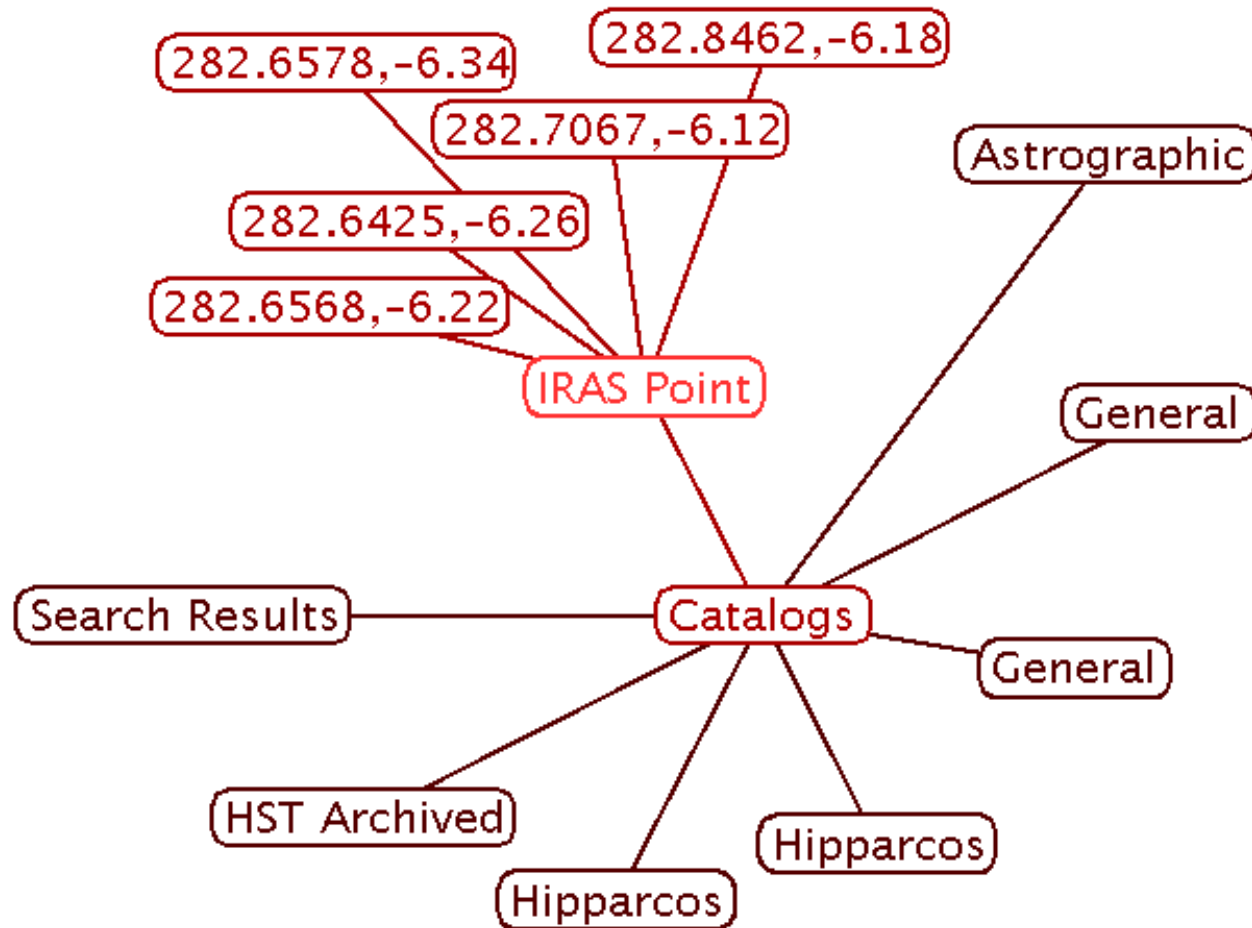 282.8462,-6.18
282.6578,-6.34
282.7067,-6.12
Astrographic
282.6425,-6.26
282.6568,-6.22
IRAS Point
General
Search Results
Catalogs
General
HST Archived
Hipparcos
Hipparcos